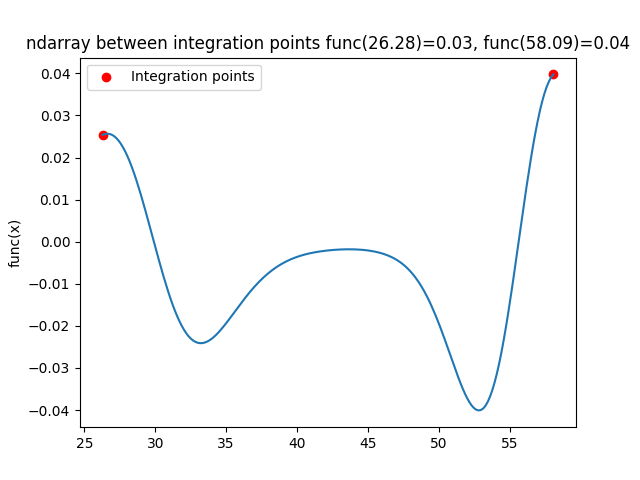 ndarray between integration points func(26.28)=0.03, func(58.09)=0.04
Integration points
func(x)
0.04
0.03
0.02
0.01
0.00
−0.01
−0.02
−0.03
−0.04
25 30 35 40 45 50 55